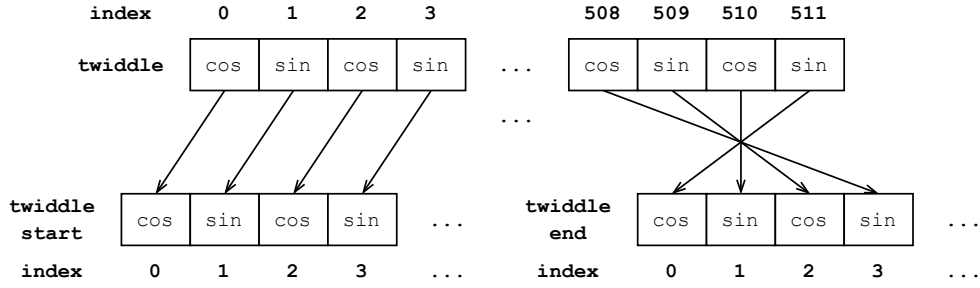 index 0 1 2 3 508 509 510 511
twiddle cos sin cos sin ... cos sin cos sin
...
twiddle start cos sin cos sin ... twiddle end cos sin cos sin ...
index 0 1 2 3 ... index 0 1 2 3 ...